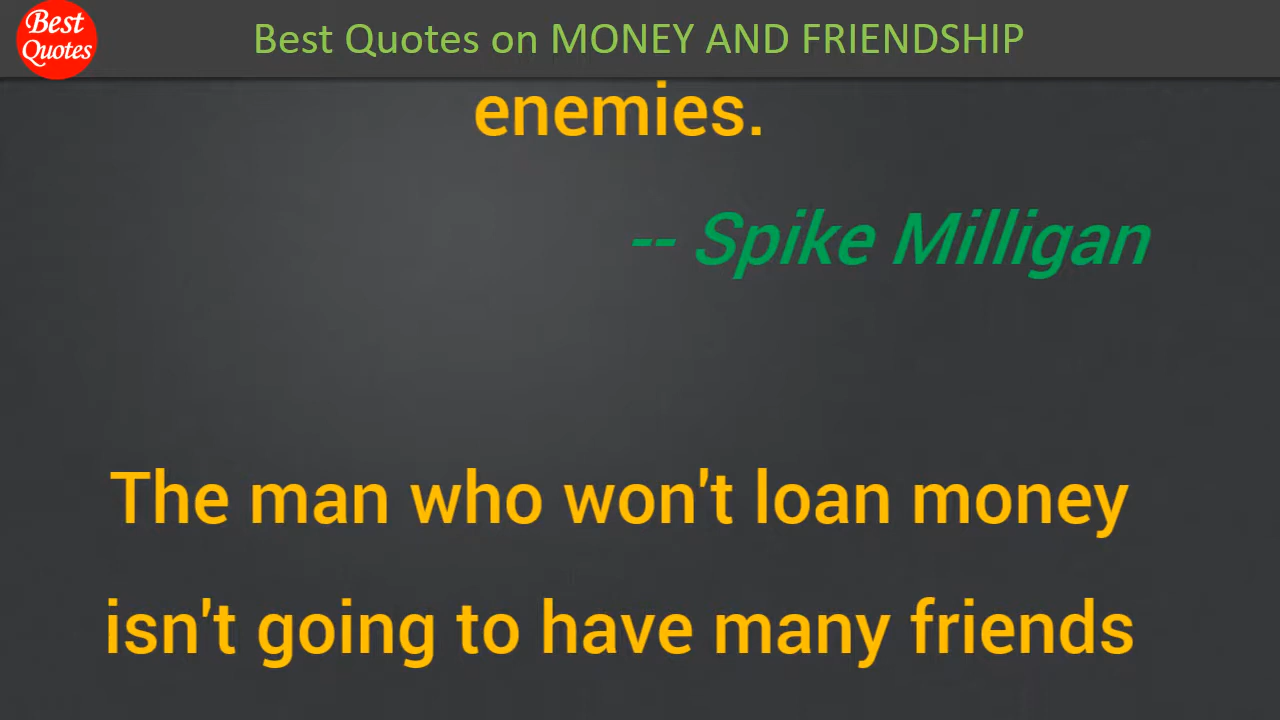 Best
Quotes
Best Quotes on MONEY AND FRIENDSHIP
enemies.
-- Spike Milligan
The man who won't loan money
isn't going to have many friends